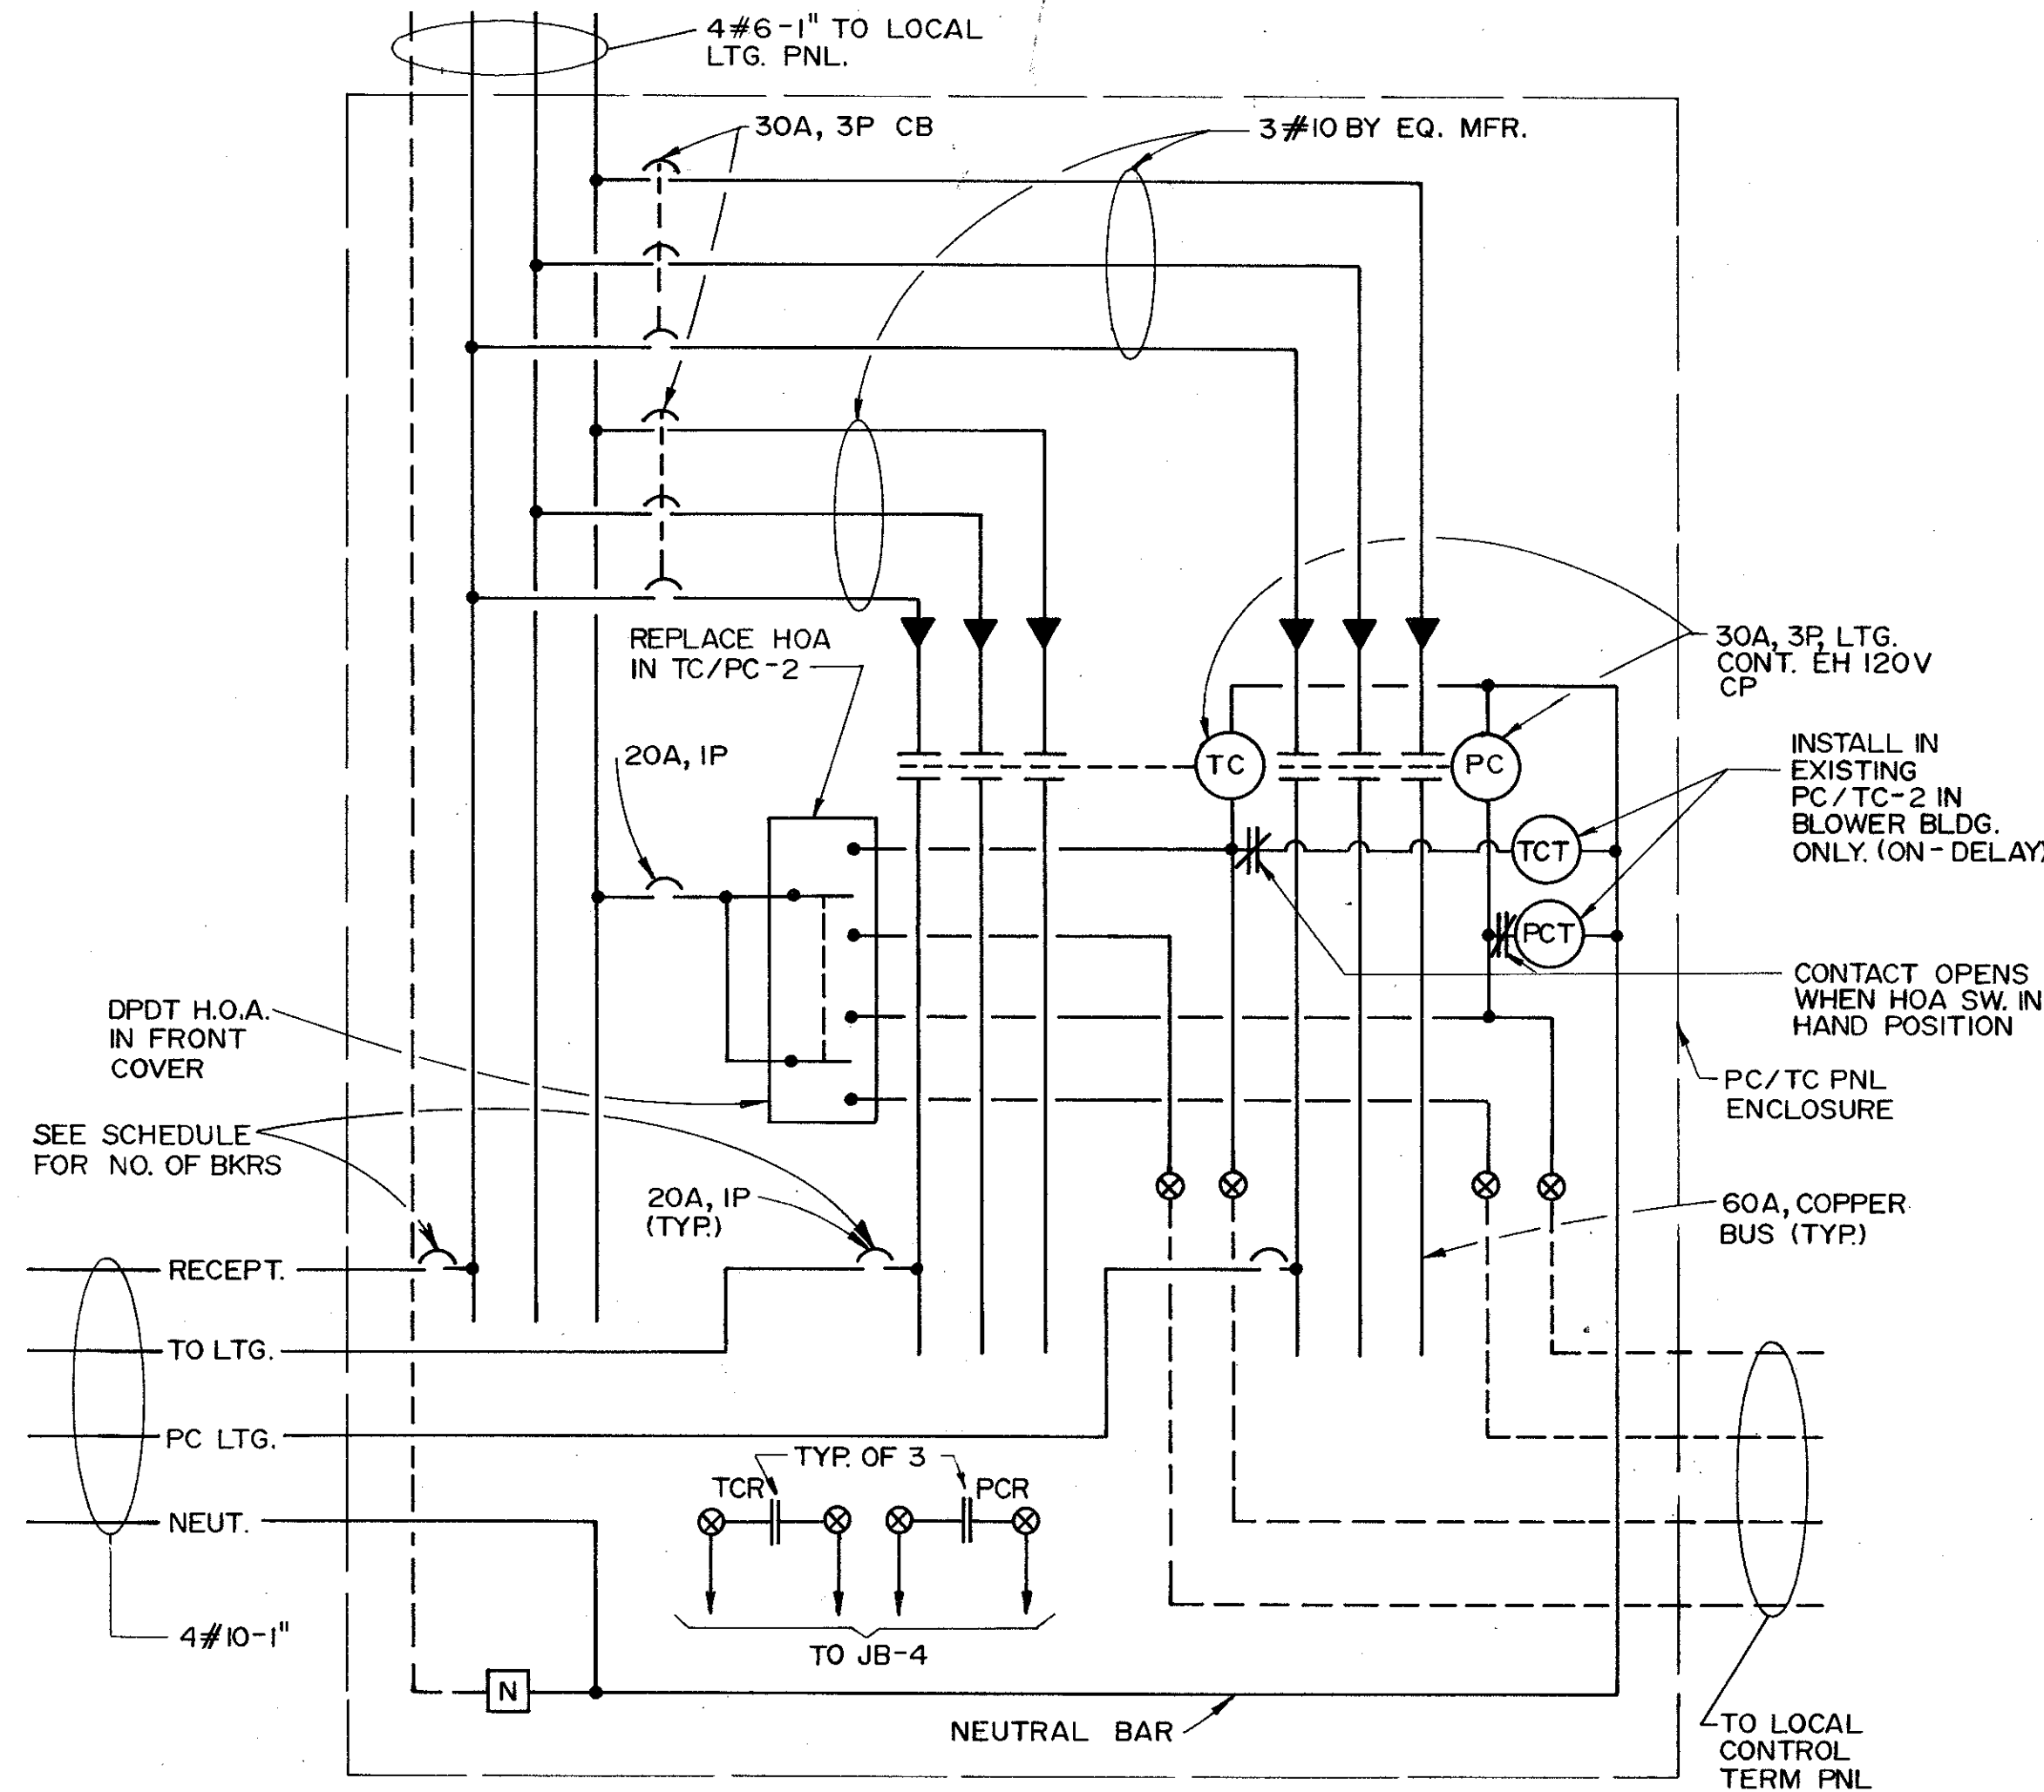 4#6-1" TO LOCAL
LTG. PNL.
30A, 3P CB
3#10 BY EQ. MFR.
REPLACE HOA
IN TC/PC-2
30A, 3P, LTG.
CONT. EH 120V
CP
20A, 1P
TC
PC
INSTALL IN
EXISTING
PC/TC-2 IN
BLOWER BLDG.
ONLY. (ON-DELAY)
TCT
PCT
CONTACT OPENS
WHEN HOA SW. IN
HAND POSITION
DPDT H.O.A.
IN FRONT
COVER
PC/TC PNL
ENCLOSURE
SEE SCHEDULE
FOR NO. OF BKRS
20A, 1P
(TYP.)
60A, COPPER
BUS (TYP.)
RECEPT.
TO LTG.
PC LTG.
NEUT.
TYP. OF 3
TCR
PCR
TO JB-4
4#10-1"
N
NEUTRAL BAR
TO LOCAL
CONTROL
TERM PNL